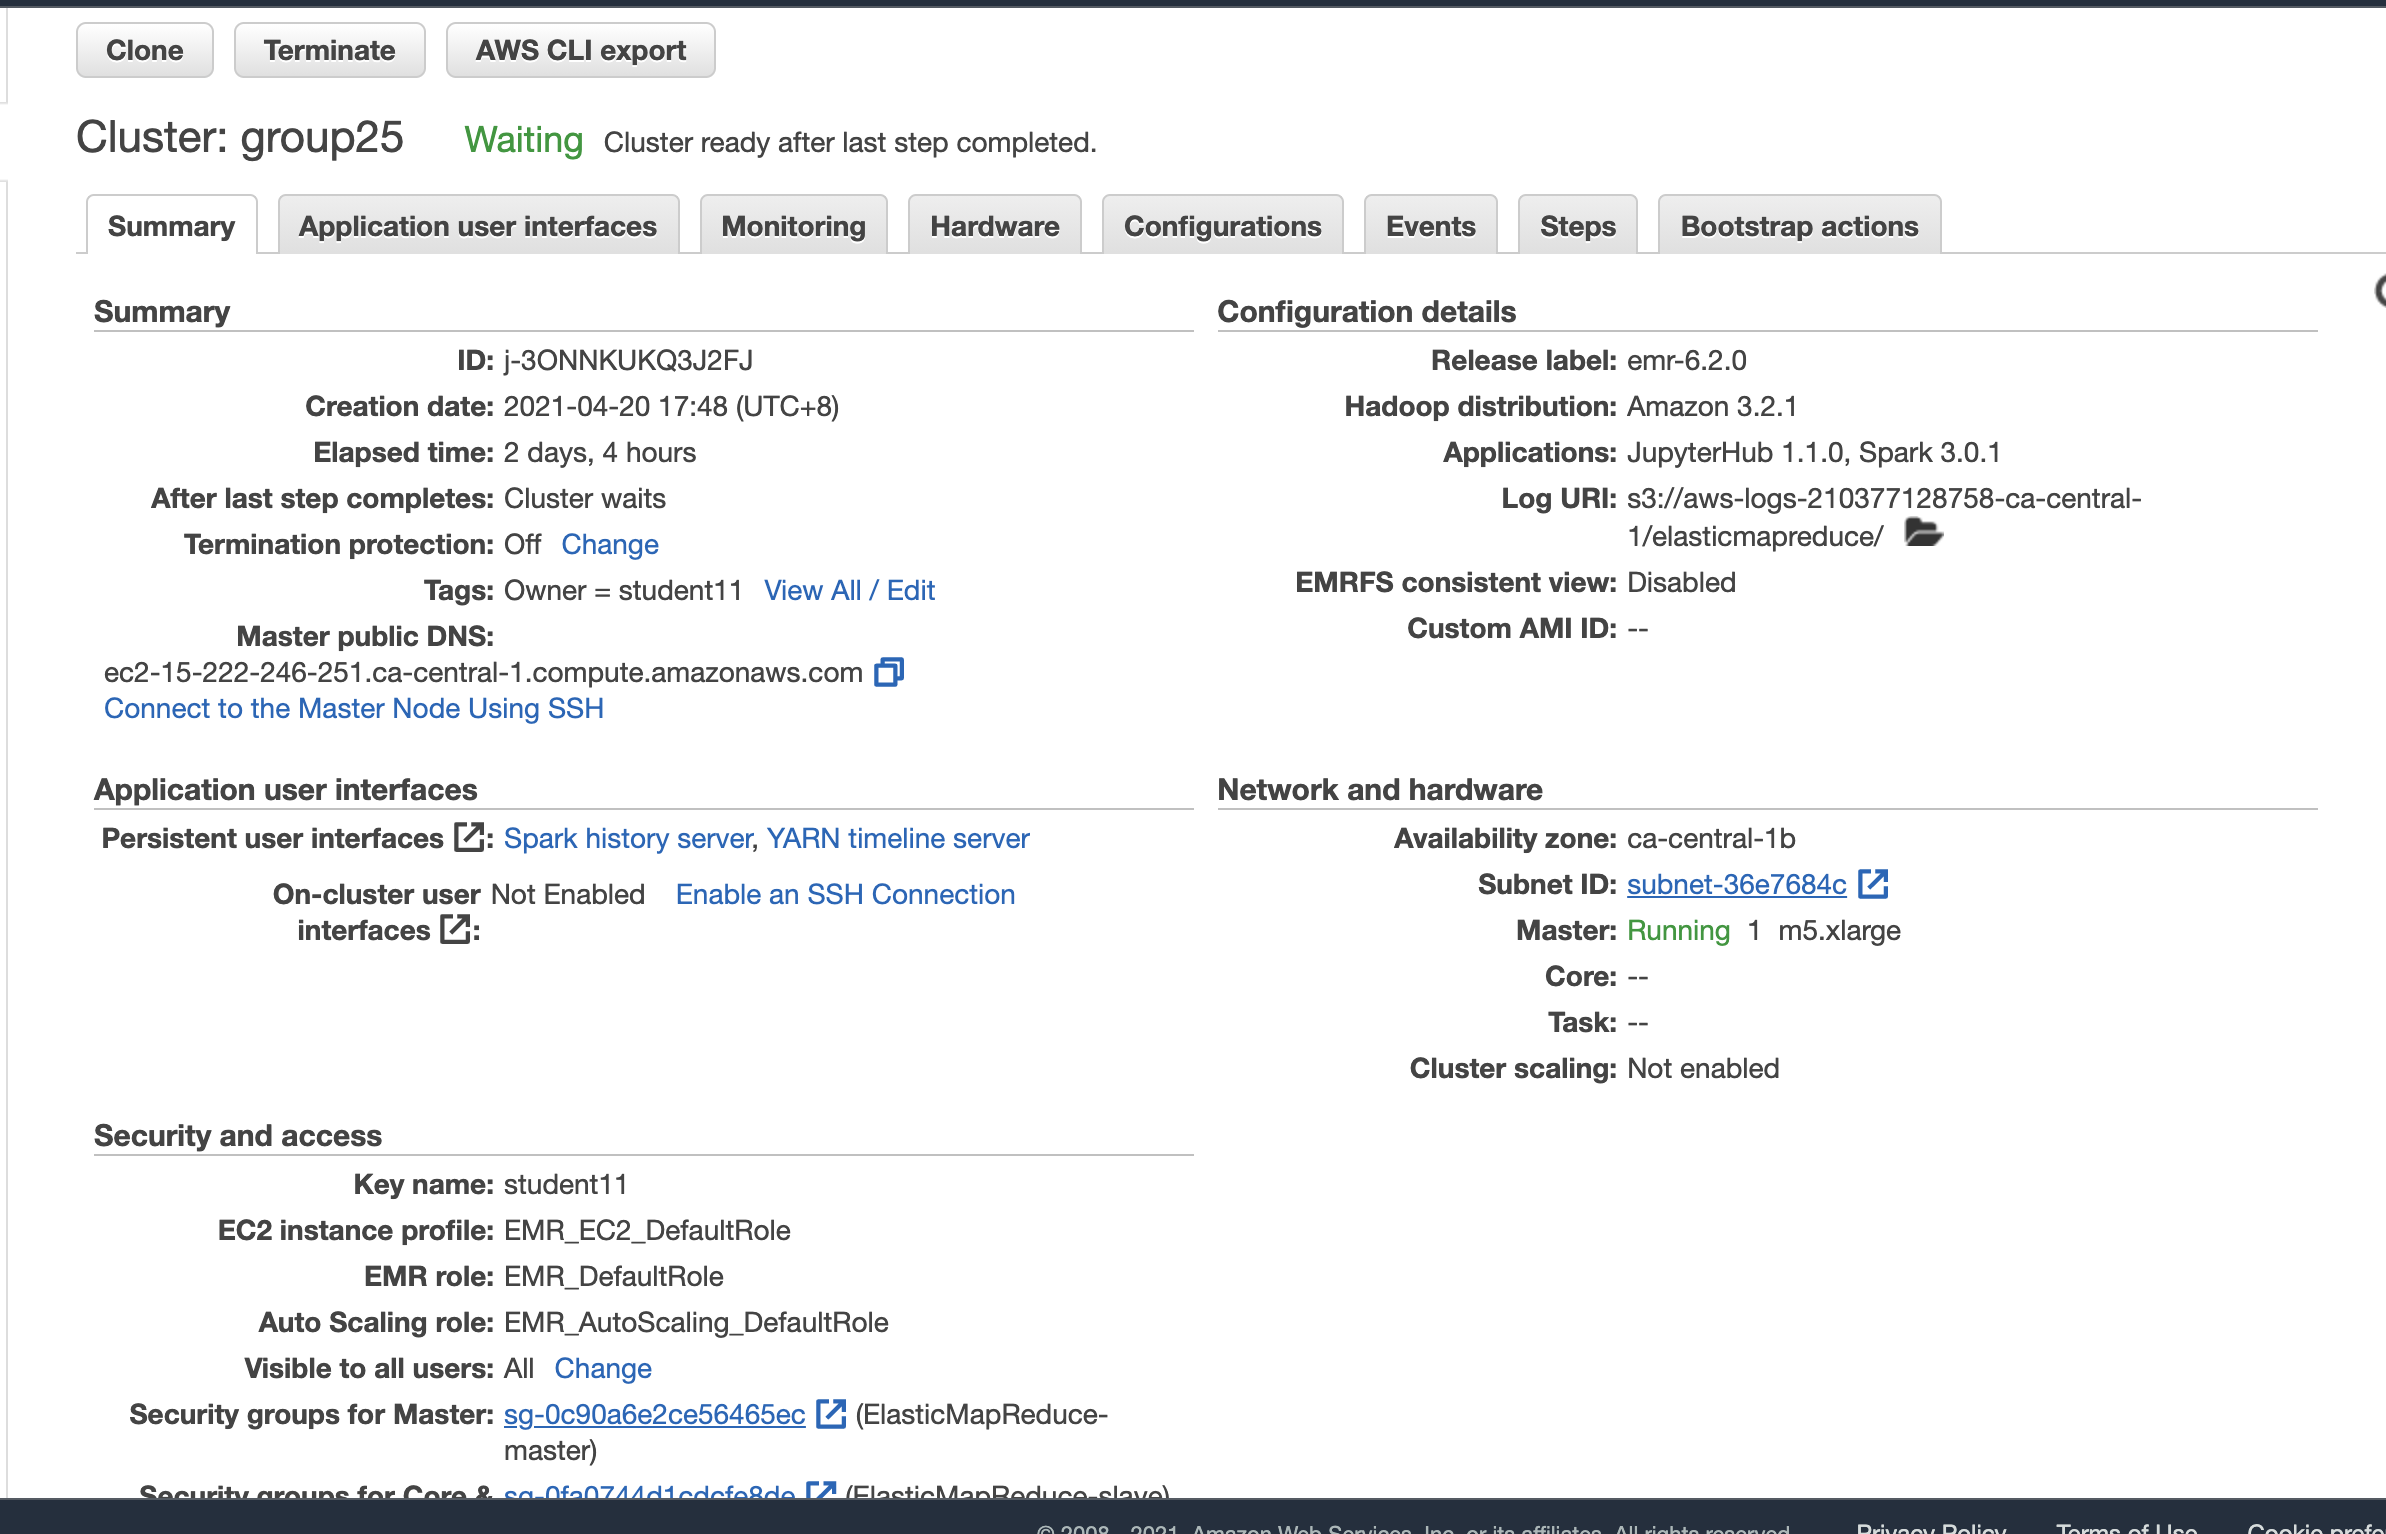 Clone Terminate AWS CLI export
Cluster: group25 Waiting Cluster ready after last step completed.
Summary Application user interfaces Monitoring Hardware Configurations Events Steps Bootstrap actions
Summary
ID: j-3ONNKUKQ3J2FJ
Creation date: 2021-04-20 17:48 (UTC+8)
Elapsed time: 2 days, 4 hours
After last step completes: Cluster waits
Termination protection: Off Change
Tags: Owner = student11 View All / Edit
Master public DNS:
ec2-15-222-246-251.ca-central-1.compute.amazonaws.com
Connect to the Master Node Using SSH
Configuration details
Release label: emr-6.2.0
Hadoop distribution: Amazon 3.2.1
Applications: JupyterHub 1.1.0, Spark 3.0.1
Log URI: s3://aws-logs-210377128758-ca-central-
1/elasticmapreduce/
EMRFS consistent view: Disabled
Custom AMI ID: --
Application user interfaces
Persistent user interfaces : Spark history server, YARN timeline server
On-cluster user Not Enabled Enable an SSH Connection
interfaces :
Network and hardware
Availability zone: ca-central-1b
Subnet ID: subnet-36e7684c
Master: Running 1 m5.xlarge
Core: --
Task: --
Cluster scaling: Not enabled
Security and access
Key name: student11
EC2 instance profile: EMR_EC2_DefaultRole
EMR role: EMR_DefaultRole
Auto Scaling role: EMR_AutoScaling_DefaultRole
Visible to all users: All Change
Security groups for Master: sg-0c90a6e2ce56465ec (ElasticMapReduce-
master)
Security groups for Core & sg-0fa0744d1cdcfe8de (ElasticMapReduce-slave)
© 2008 - 2021, Amazon Web Services, Inc. or its affiliates. All rights reserved. Privacy Policy Terms of Use Cookie